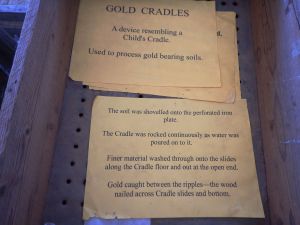 GOLD CRADLES
A device resembling a
Child's Cradle.
Used to process gold bearing soils.
The soil was shovelled onto the perforated iron
plate.
The Cradle was rocked continuously as water was
poured on to it.
Finer material washed through onto the slides
along the Cradle floor and out at the open end.
Gold caught between the ripples—the wood
nailed across Cradle slides and bottom.